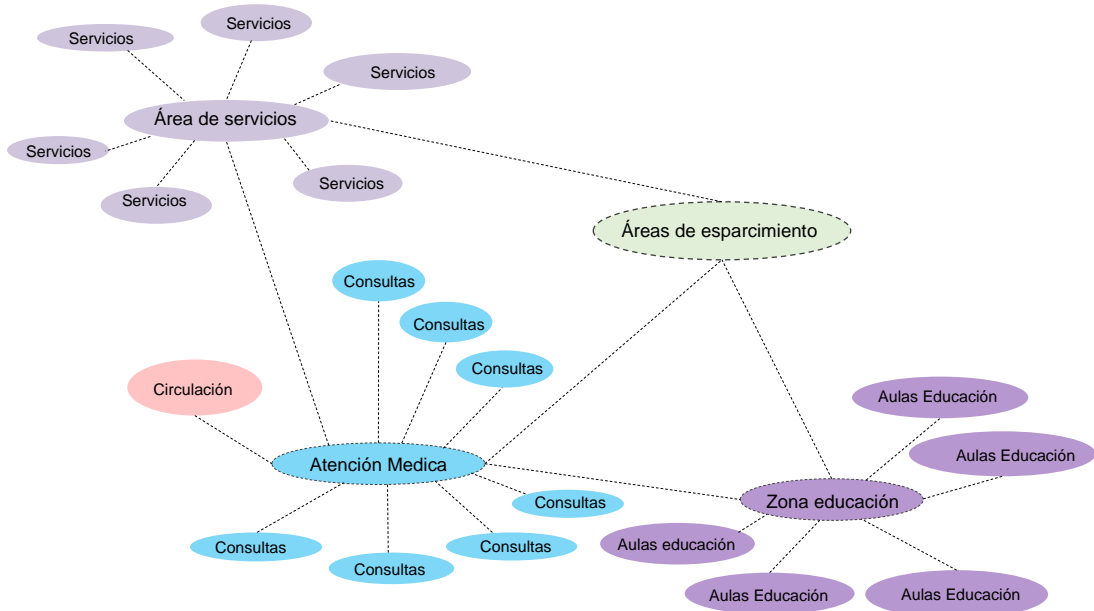 Servicios
Servicios
Servicios
Área de servicios
Servicios
Servicios
Servicios
Áreas de esparcimiento
Consultas
Consultas
Consultas
Circulación
Aulas Educación
Atención Medica
Aulas Educación
Consultas
Zona educación
Consultas
Consultas
Consultas
Aulas educación
Aulas Educación
Aulas Educación